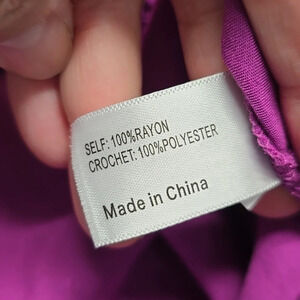 SELF: 100%RAYON
CROCHET: 100%POLYESTER
Made in China